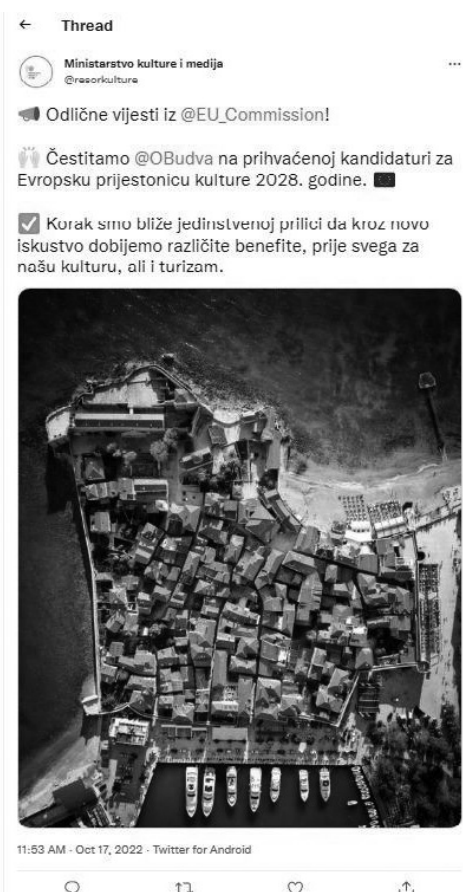 Thread
Ministarstvo kulture i medija
@resorkulture
Odlične vijesti iz @EU_Commission!
Čestitamo @OBudva na prihvaćenoj kandidaturi za
Evropsku prijestonicu kulture 2028. godine.
Korak smo bliže jedinstvenoj prilici da kroz novo
iskustvo dobijemo različite benefite, prije svega za
našu kulturu, ali i turizam.
11:53 AM · Oct 17, 2022 · Twitter for Android